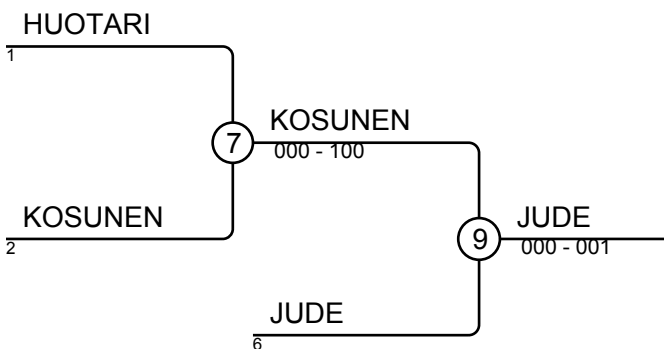 HUOTARI
1
7
KOSUNEN
000 - 100
KOSUNEN
2
9
JUDE
000 - 001
JUDE
6